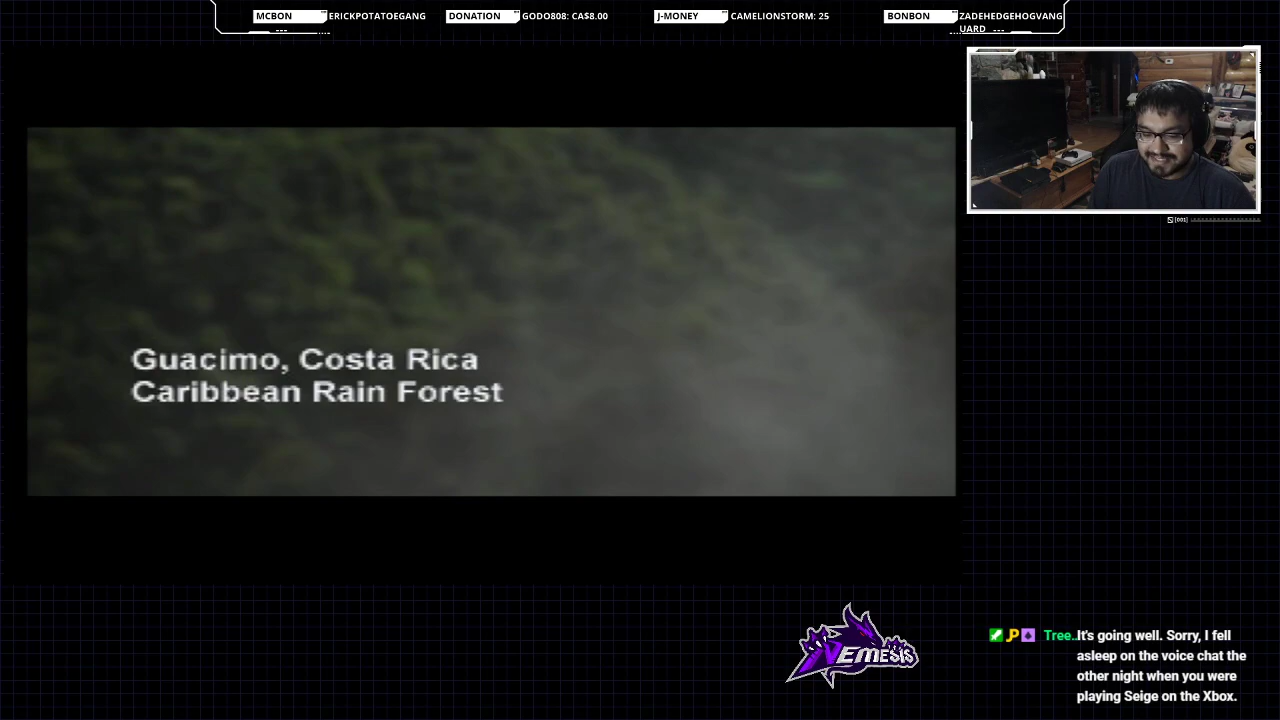 MCBON ERICKPOTATOEGANG DONATION GODO808: CA$8.00 J-MONEY CAMELIONSTORM: 25 BONBON ZADEHEDGEHOGVANG
UARD
Guacimo, Costa Rica
Caribbean Rain Forest
[001]
NEMESIS
Tree..It's going well. Sorry, I fell
asleep on the voice chat the
other night when you were
playing Seige on the Xbox.